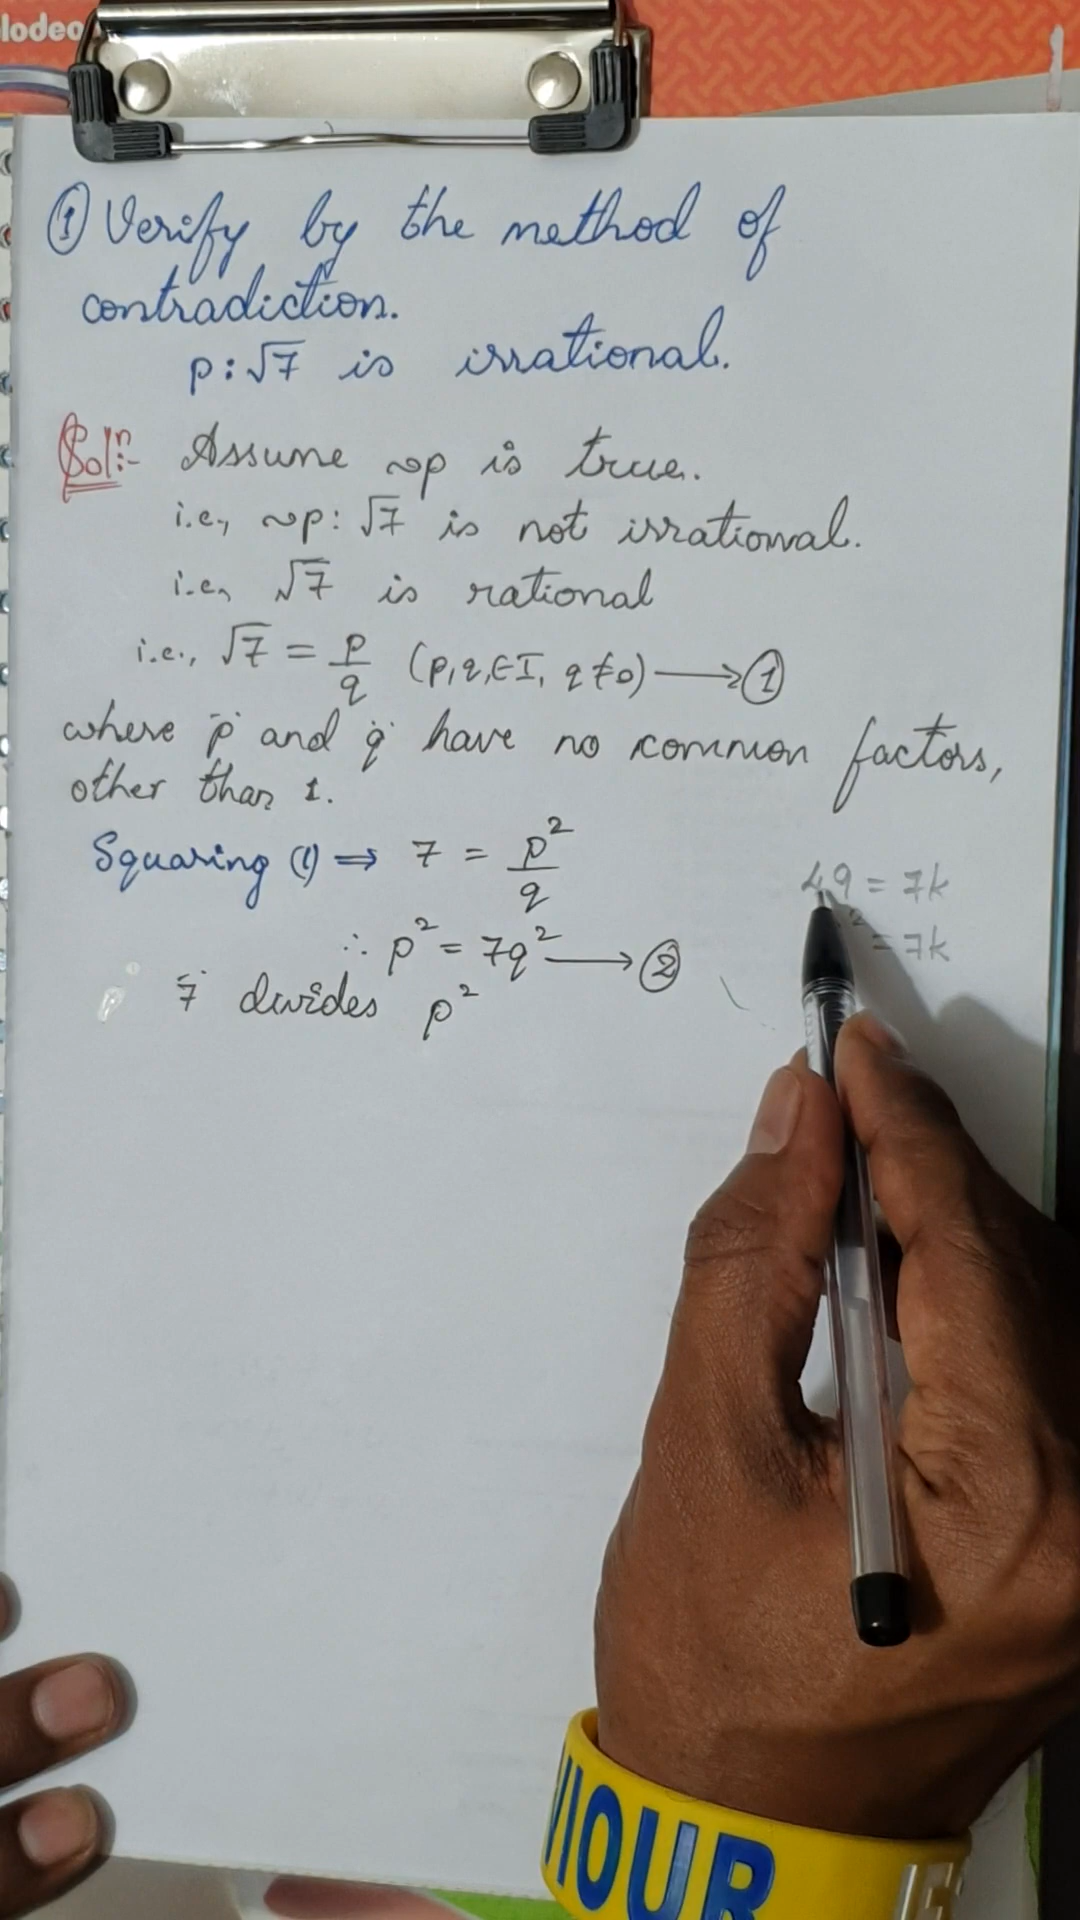 lodeo
① Verify by the method of
contradiction.
p : √7 is irrational.
Solⁿ:- Assume ~p is true.
i.e., ~p : √7 is not irrational.
i.e., √7 is rational
i.e., √7 = p/q (p, q, ∈ I, q ≠ 0) ⟶ ①
where p and q have no common factors,
other than 1.
Squaring (1) ⇒ 7 = p²/q
∴ p² = 7q² ⟶ ②
7 divides p²
49 = 7k
² = 7k
VIOUR